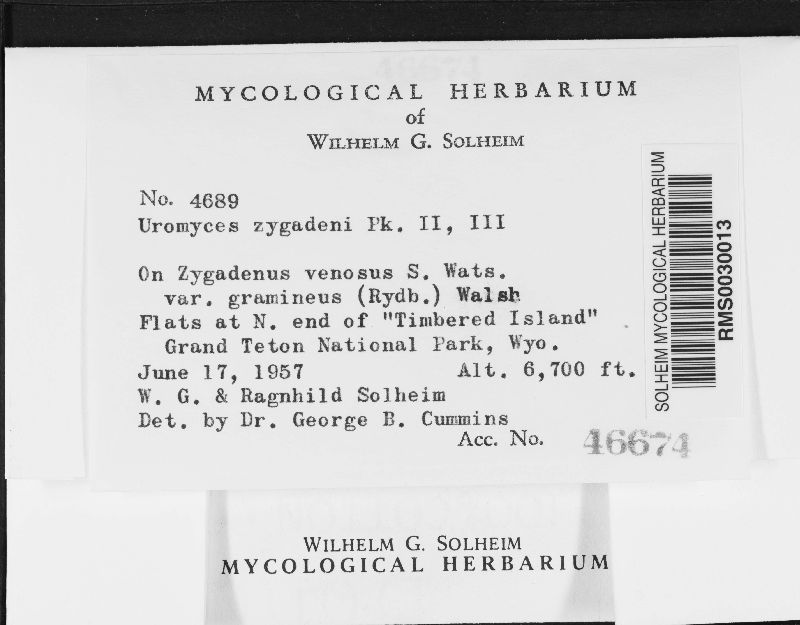 MYCOLOGICAL HERBARIUM
of
WILHELM G. SOLHEIM
No. 4689
Uromyces zygadeni Pk. II, III
On Zygadenus venosus S. Wats.
var. gramineus (Rydb.) Walsh
Flats at N. end of "Timbered Island"
Grand Teton National Park, Wyo.
June 17, 1957 Alt. 6,700 ft.
W. G. & Ragnhild Solheim
Det. by Dr. George B. Cummins
Acc. No. 46674
SOLHEIM MYCOLOGICAL HERBARIUM
RMS0030013
WILHELM G. SOLHEIM
MYCOLOGICAL HERBARIUM